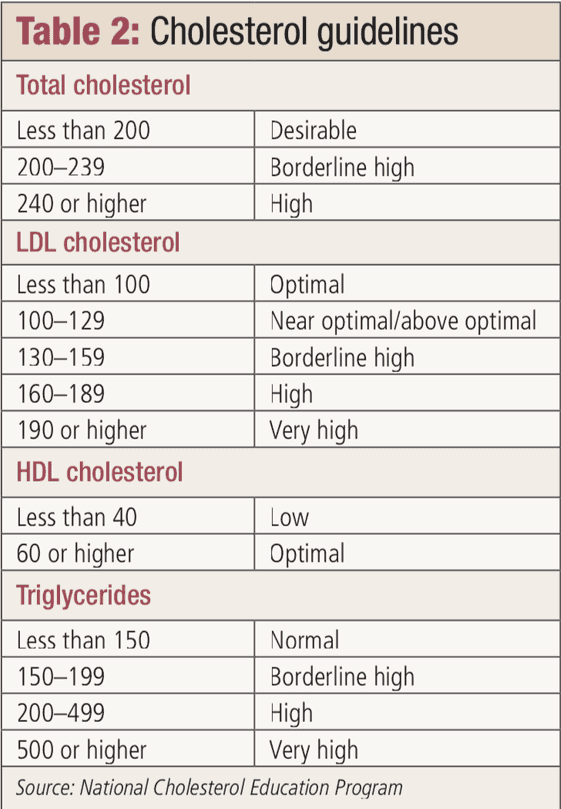 Table 2: Cholesterol guidelines
Total cholesterol
Less than 200 Desirable
200–239 Borderline high
240 or higher High
LDL cholesterol
Less than 100 Optimal
100–129 Near optimal/above optimal
130–159 Borderline high
160–189 High
190 or higher Very high
HDL cholesterol
Less than 40 Low
60 or higher Optimal
Triglycerides
Less than 150 Normal
150–199 Borderline high
200–499 High
500 or higher Very high
Source: National Cholesterol Education Program